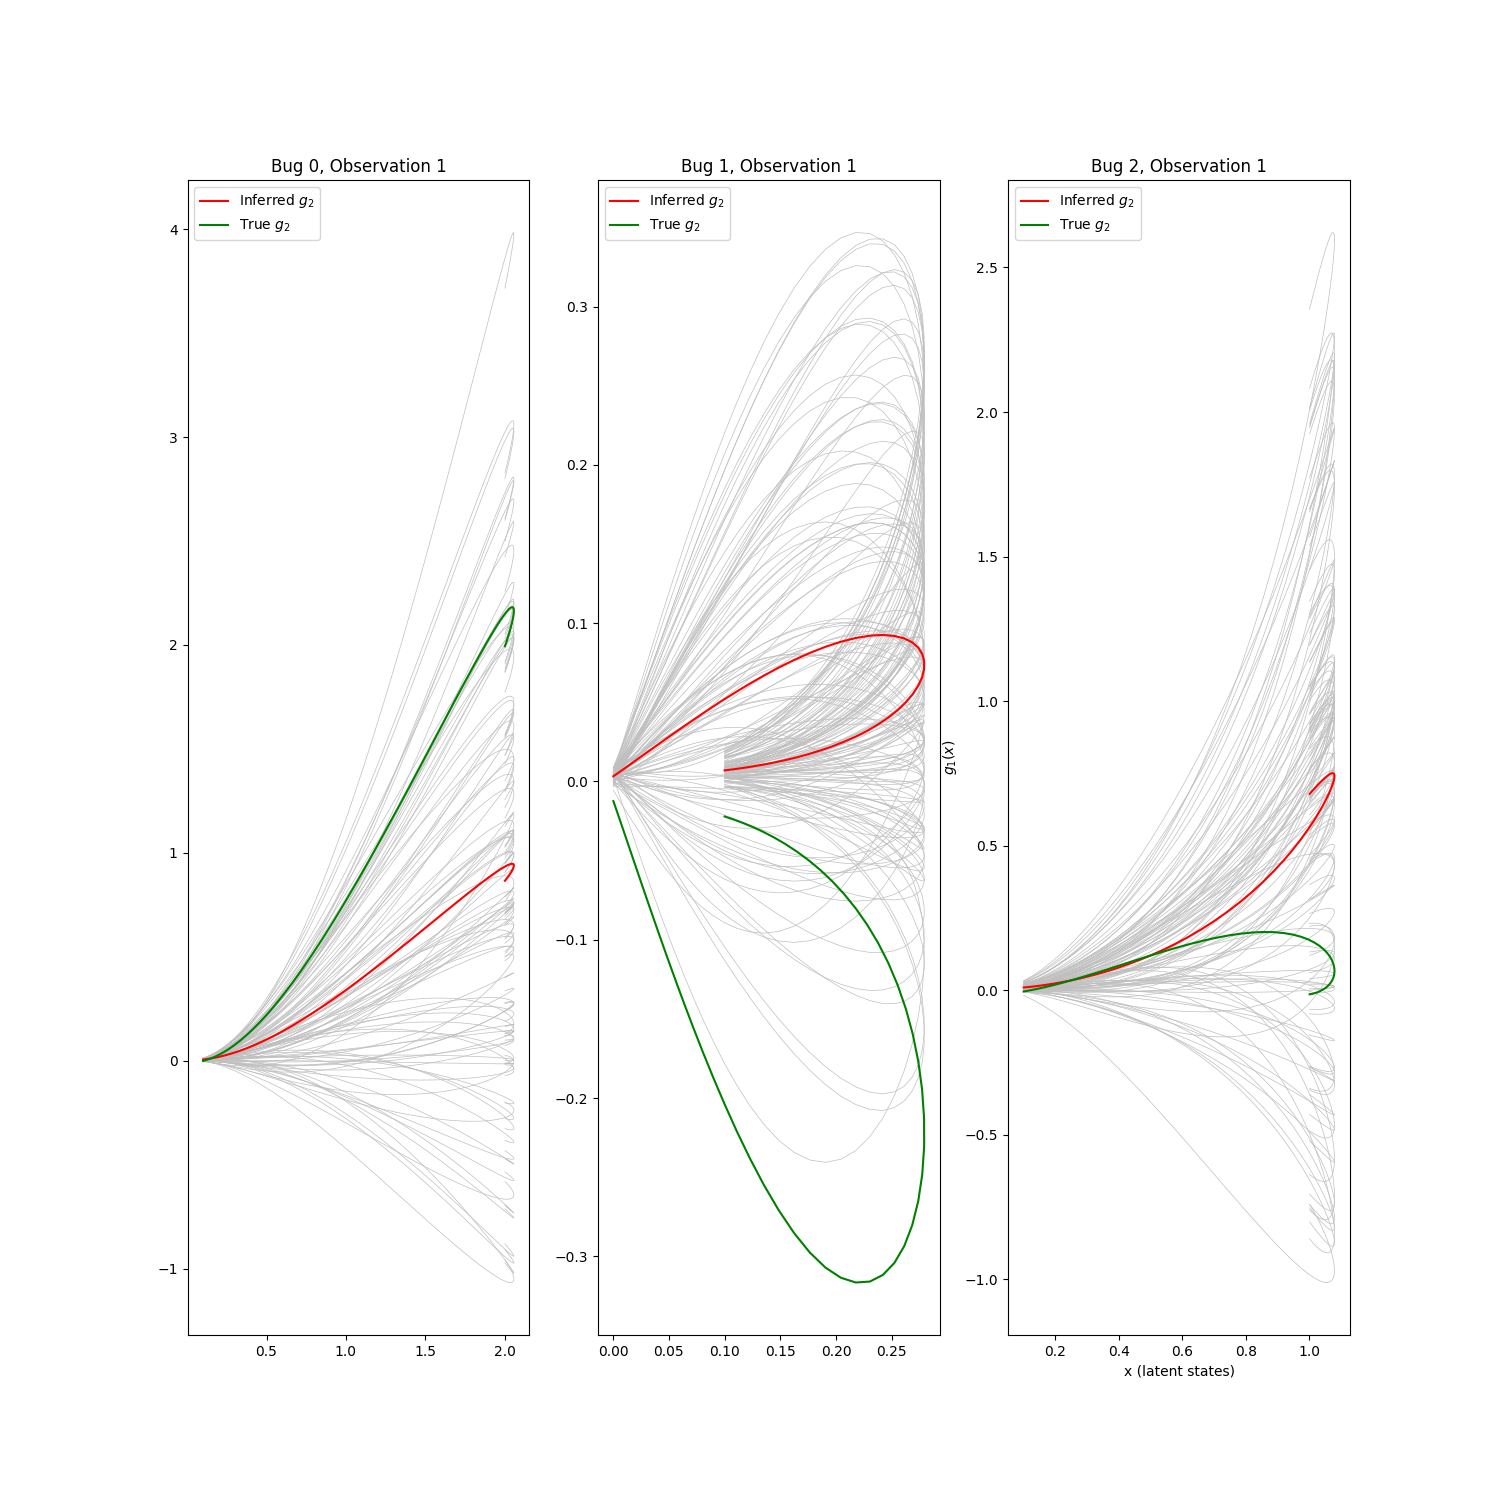 Bug 0, Observation 1
Inferred g₂
True g₂
4
3
2
1
0
−1
0.5 1.0 1.5 2.0
Bug 1, Observation 1
Inferred g₂
True g₂
0.3
0.2
0.1
0.0
−0.1
−0.2
−0.3
0.00 0.05 0.10 0.15 0.20 0.25
Bug 2, Observation 1
Inferred g₂
True g₂
g₁(x)
2.5
2.0
1.5
1.0
0.5
0.0
−0.5
−1.0
0.2 0.4 0.6 0.8 1.0
x (latent states)